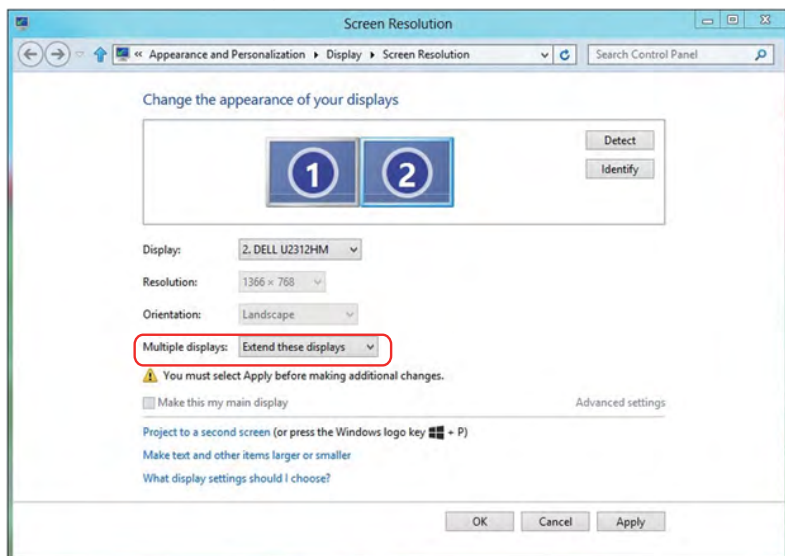 Screen Resolution
« Appearance and Personalization ▸ Display ▸ Screen Resolution
Search Control Panel
Change the appearance of your displays
1 2
Detect
Identify
Display: 2. DELL U2312HM
Resolution: 1366 × 768
Orientation: Landscape
Multiple displays: Extend these displays
You must select Apply before making additional changes.
Make this my main display Advanced settings
Project to a second screen (or press the Windows logo key + P)
Make text and other items larger or smaller
What display settings should I choose?
OK Cancel Apply